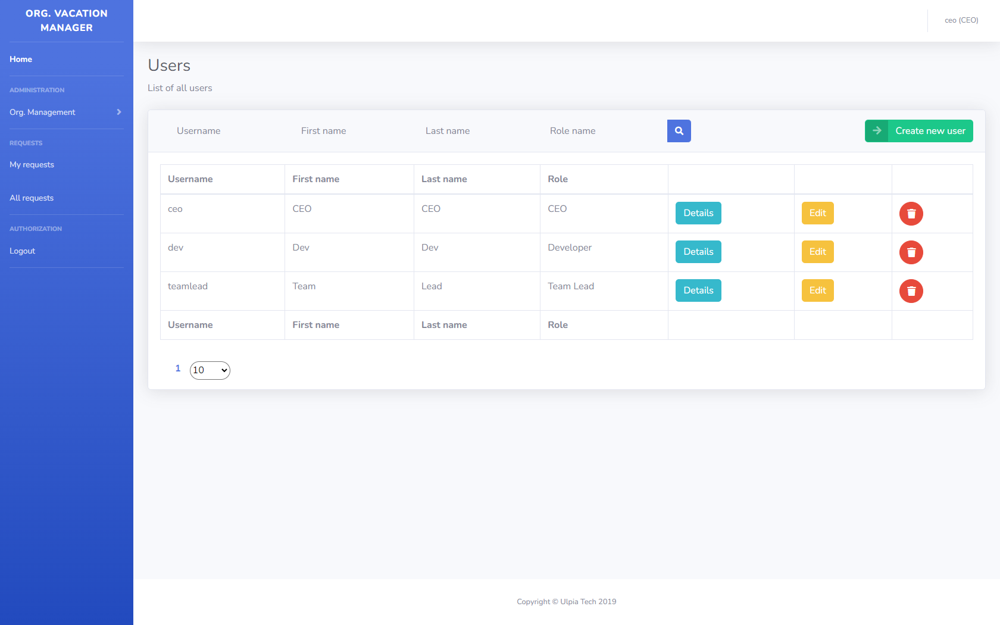 ORG. VACATION
MANAGER
ceo (CEO)
Home
ADMINISTRATION
Org. Management
REQUESTS
My requests
All requests
AUTHORIZATION
Logout
Users
List of all users
Username First name Last name Role name Create new user
Username First name Last name Role
ceo CEO CEO CEO Details Edit
dev Dev Dev Developer Details Edit
teamlead Team Lead Team Lead Details Edit
Username First name Last name Role
1 10
Copyright © Ulpia Tech 2019